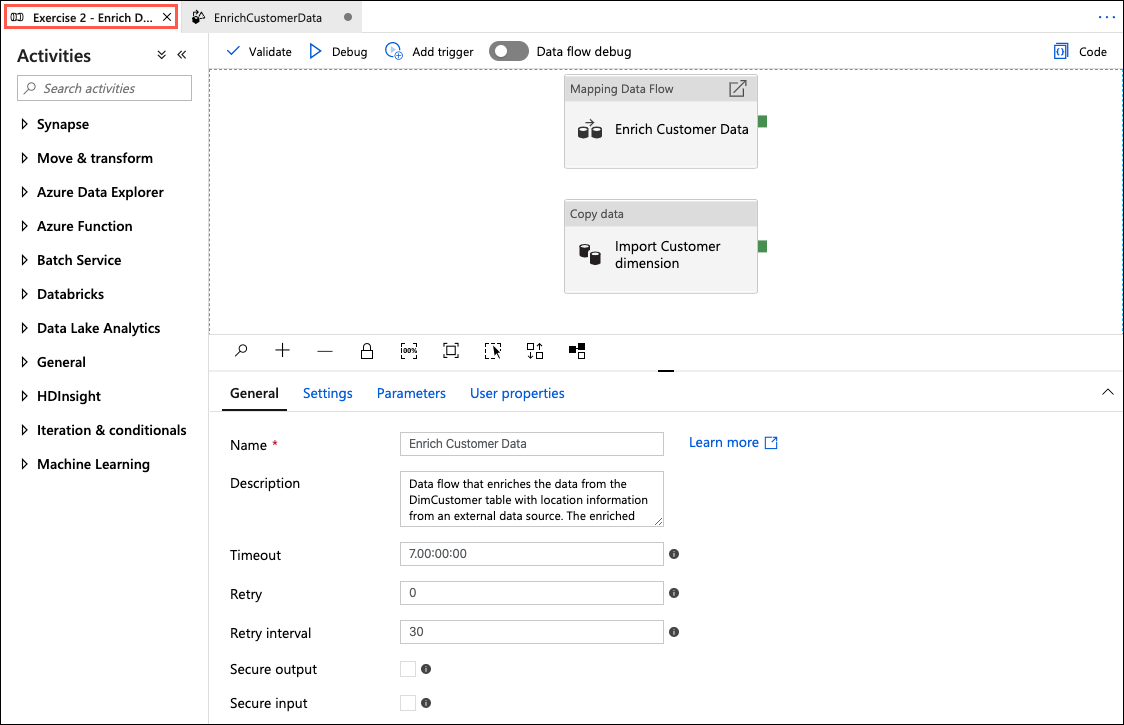 Exercise 2 - Enrich D...
EnrichCustomerData
Activities
Search activities
Synapse
Move & transform
Azure Data Explorer
Azure Function
Batch Service
Databricks
Data Lake Analytics
General
HDInsight
Iteration & conditionals
Machine Learning
Validate
Debug
Add trigger
Data flow debug
Code
Mapping Data Flow
Enrich Customer Data
Copy data
Import Customer
dimension
100%
General
Settings
Parameters
User properties
Name *
Enrich Customer Data
Learn more
Description
Data flow that enriches the data from the
DimCustomer table with location information
from an external data source. The enriched
Timeout
7.00:00:00
Retry
0
Retry interval
30
Secure output
Secure input